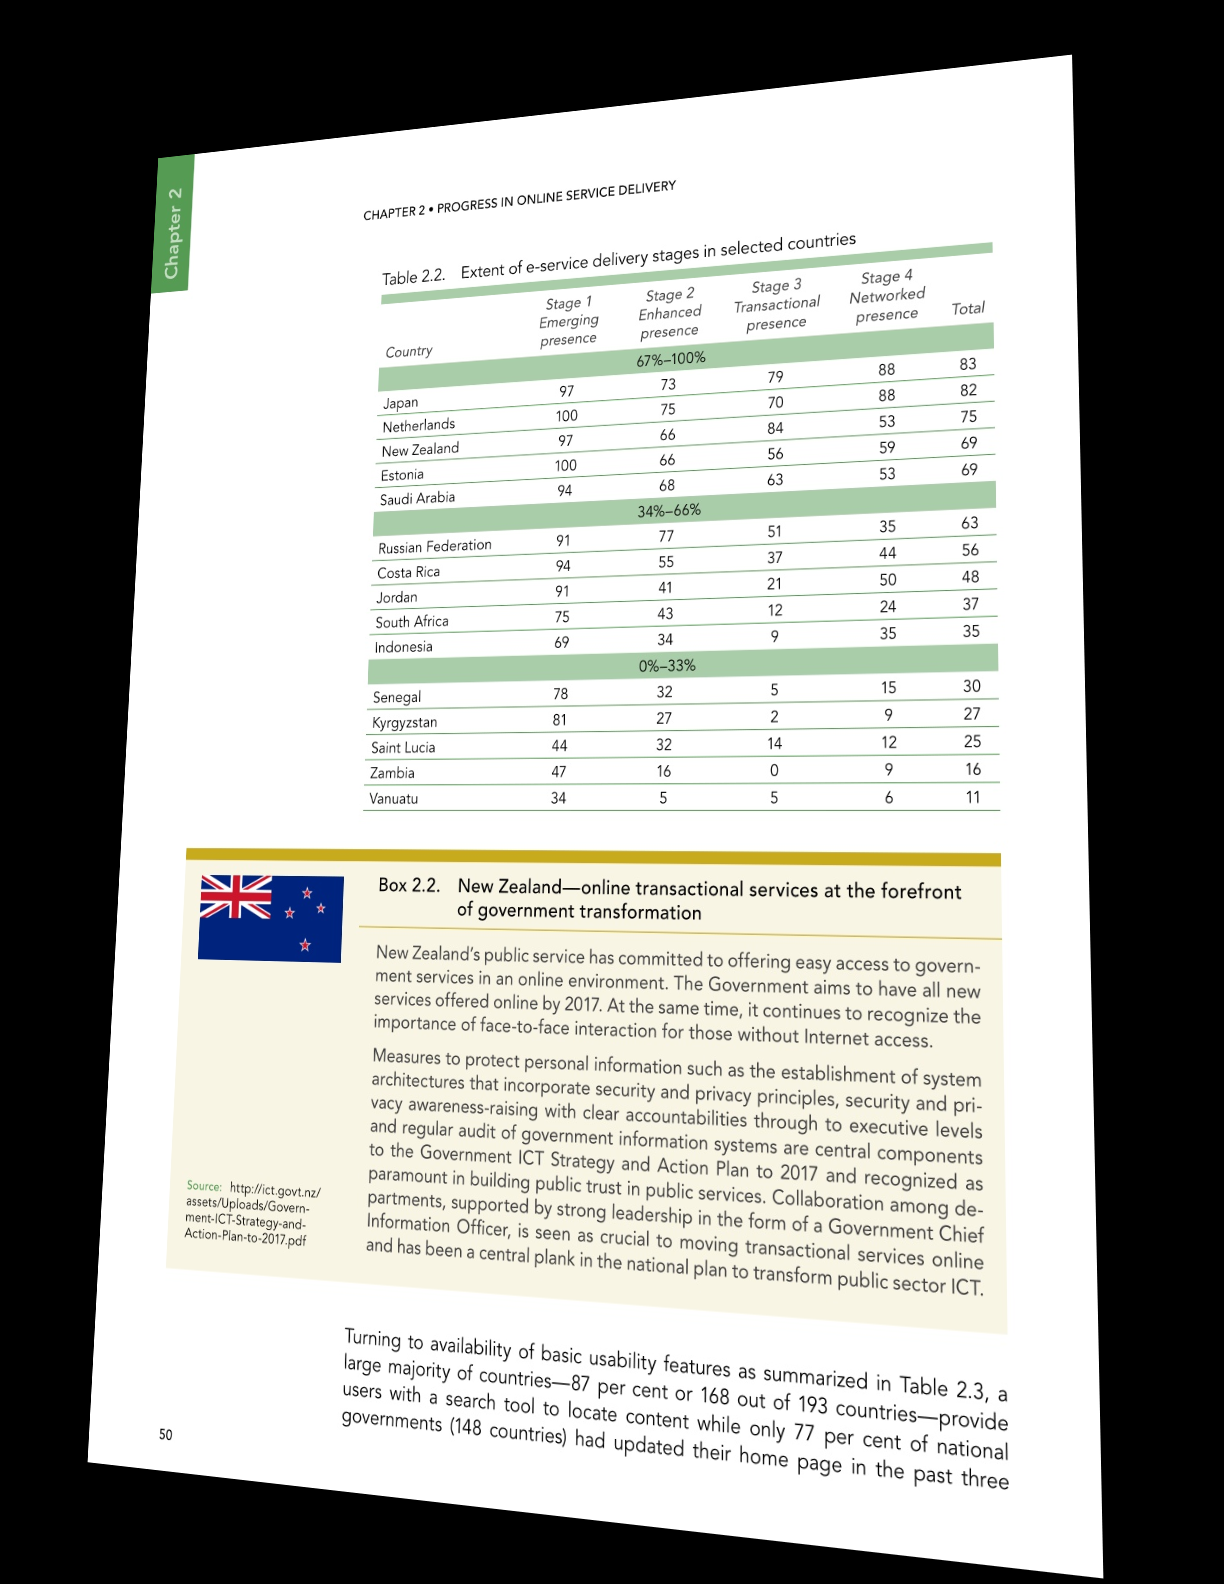 Chapter 2
CHAPTER 2 • PROGRESS IN ONLINE SERVICE DELIVERY
Table 2.2. Extent of e-service delivery stages in selected countries
Country Stage 1 Emerging presence Stage 2 Enhanced presence Stage 3 Transactional presence Stage 4 Networked presence Total
67%–100%
Japan 97 73 79 88 83
Netherlands 100 75 70 88 82
New Zealand 97 66 84 53 75
Estonia 100 66 56 59 69
Saudi Arabia 94 68 63 53 69
34%–66%
Russian Federation 91 77 51 35 63
Costa Rica 94 55 37 44 56
Jordan 91 41 21 50 48
South Africa 75 43 12 24 37
Indonesia 69 34 9 35 35
0%–33%
Senegal 78 32 5 15 30
Kyrgyzstan 81 27 2 9 27
Saint Lucia 44 32 14 12 25
Zambia 47 16 0 9 16
Vanuatu 34 5 5 6 11
Box 2.2. New Zealand—online transactional services at the forefront
of government transformation
New Zealand's public service has committed to offering easy access to govern-
ment services in an online environment. The Government aims to have all new
services offered online by 2017. At the same time, it continues to recognize the
importance of face-to-face interaction for those without Internet access.
Measures to protect personal information such as the establishment of system
architectures that incorporate security and privacy principles, security and pri-
vacy awareness-raising with clear accountabilities through to executive levels
and regular audit of government information systems are central components
to the Government ICT Strategy and Action Plan to 2017 and recognized as
paramount in building public trust in public services. Collaboration among de-
partments, supported by strong leadership in the form of a Government Chief
Information Officer, is seen as crucial to moving transactional services online
and has been a central plank in the national plan to transform public sector ICT.
Source: http://ict.govt.nz/
assets/Uploads/Govern-
ment-ICT-Strategy-and-
Action-Plan-to-2017.pdf
Turning to availability of basic usability features as summarized in Table 2.3, a
large majority of countries—87 per cent or 168 out of 193 countries—provide
users with a search tool to locate content while only 77 per cent of national
governments (148 countries) had updated their home page in the past three
50